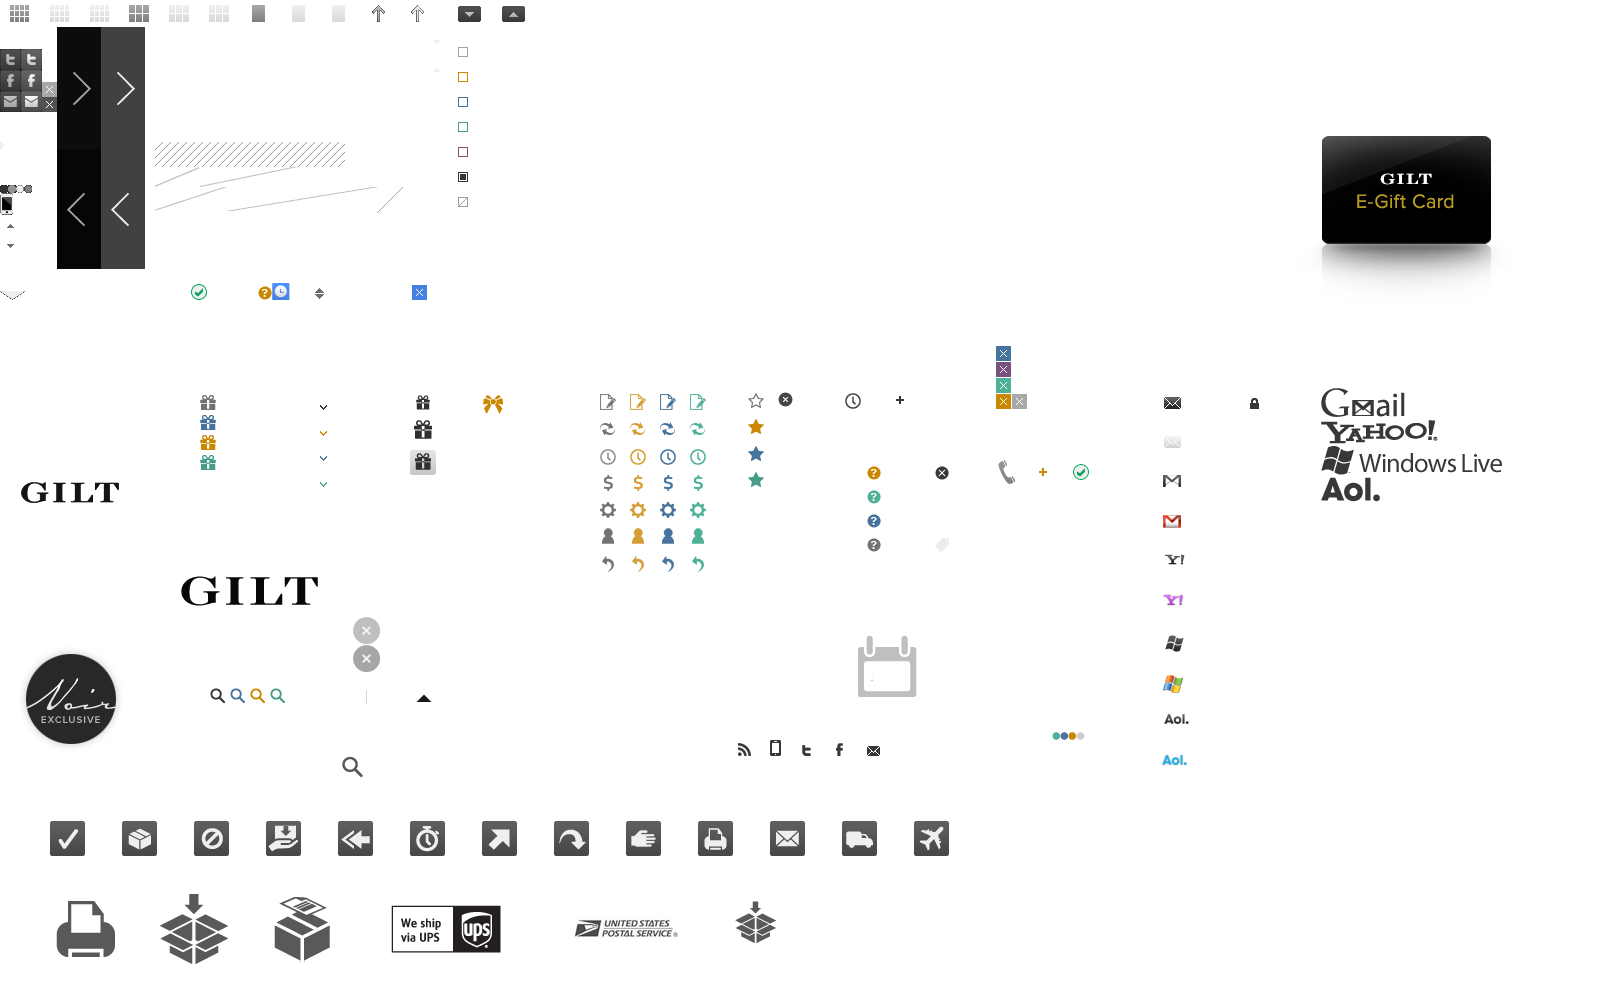 GILT
E-Gift Card
Gmail
YAHOO!
Windows Live
Aol.
GILT
GILT
Y!
Y!
Noir
EXCLUSIVE
Aol.
Aol.
We ship
via UPS
ups
UNITED STATES
POSTAL SERVICE